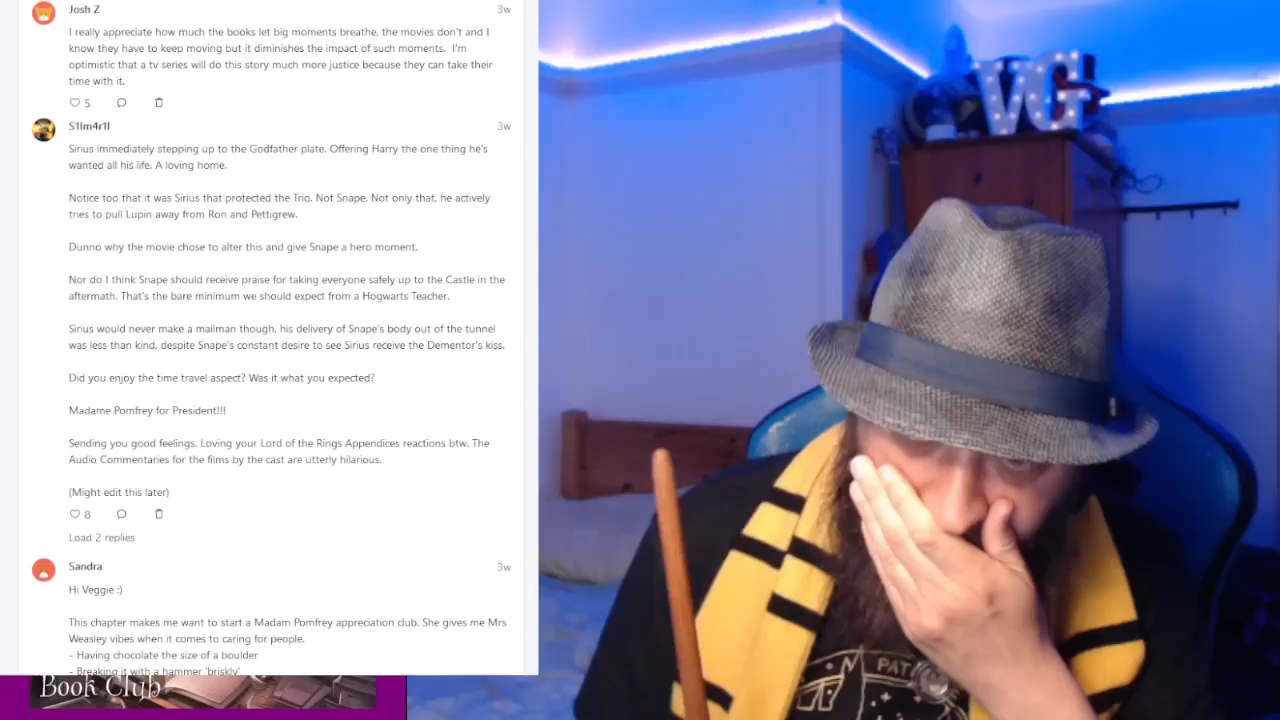 Josh Z
3w
I really appreciate how much the books let big moments breathe, the movies don't and I
know they have to keep moving but it diminishes the impact of such moments.  I'm
optimistic that a tv series will do this story much more justice because they can take their
time with it.
5
S1lm4r1l
3w
Sirius immediately stepping up to the Godfather plate. Offering Harry the one thing he's
wanted all his life. A loving home.
Notice too that it was Sirius that protected the Trio. Not Snape. Not only that, he actively
tries to pull Lupin away from Ron and Pettigrew.
Dunno why the movie chose to alter this and give Snape a hero moment.
Nor do I think Snape should receive praise for taking everyone safely up to the Castle in the
aftermath. That's the bare minimum we should expect from a Hogwarts Teacher.
Sirius would never make a mailman though, his delivery of Snape's body out of the tunnel
was less than kind, despite Snape's constant desire to see Sirius receive the Dementor's kiss.
Did you enjoy the time travel aspect? Was it what you expected?
Madame Pomfrey for President!!!
Sending you good feelings. Loving your Lord of the Rings Appendices reactions btw. The
Audio Commentaries for the films by the cast are utterly hilarious.
(Might edit this later)
8
Load 2 replies
Sandra
3w
Hi Veggie :)
This chapter makes me want to start a Madam Pomfrey appreciation club. She gives me Mrs
Weasley vibes when it comes to caring for people.
- Having chocolate the size of a boulder
- Breaking it with a hammer 'briskly'
Book Club
VG